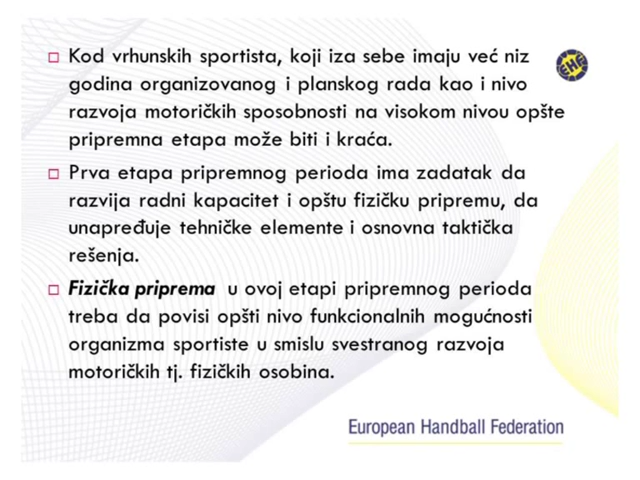 Kod vrhunskih sportista, koji iza sebe imaju već niz
godina organizovanog i planskog rada kao i nivo
razvoja motoričkih sposobnosti na visokom nivou opšte
pripremna etapa može biti i kraća.
Prva etapa pripremnog perioda ima zadatak da
razvija radni kapacitet i opštu fizičku pripremu, da
unapređuje tehničke elemente i osnovna taktička
rešenja.
Fizička priprema u ovoj etapi pripremnog perioda
treba da povisi opšti nivo funkcionalnih mogućnosti
organizma sportiste u smislu svestranog razvoja
motoričkih tj. fizičkih osobina.
EHF
European Handball Federation